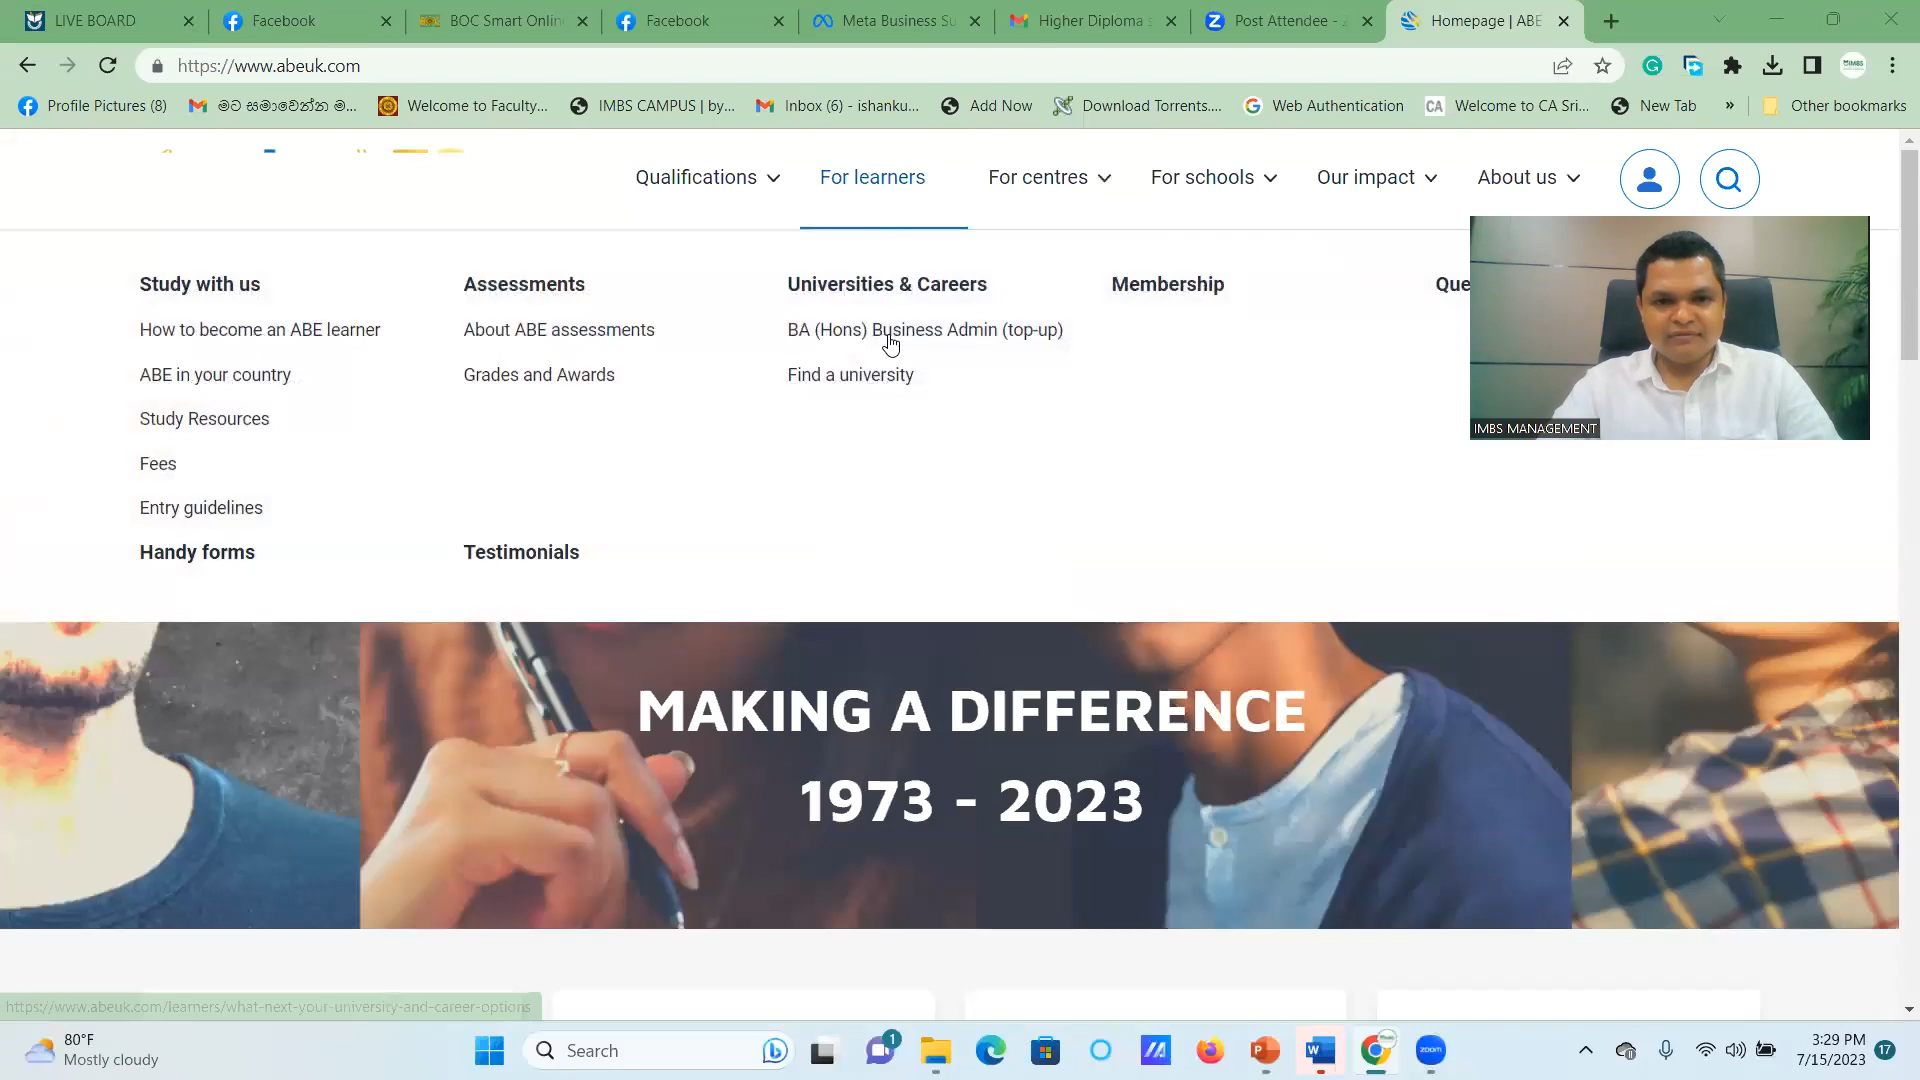 LIVE BOARD
Facebook
BOC Smart Onlin
Facebook
Meta Business Su
Higher Diploma s
Post Attendee - Z
Homepage | ABE
https://www.abeuk.com
Profile Pictures (8)
මට සමාවෙන්න ම...
Welcome to Faculty...
IMBS CAMPUS | by...
Inbox (6) - ishanku...
Add Now
Download Torrents....
Web Authentication
CA
Welcome to CA Sri...
New Tab
»
Other bookmarks
Qualifications
For learners
For centres
For schools
Our impact
About us
Study with us
Assessments
Universities & Careers
Membership
Que
How to become an ABE learner
About ABE assessments
BA (Hons) Business Admin (top-up)
ABE in your country
Grades and Awards
Find a university
Study Resources
Fees
Entry guidelines
Handy forms
Testimonials
IMBS MANAGEMENT
MAKING A DIFFERENCE
1973 - 2023
https://www.abeuk.com/learners/what-next-your-university-and-career-options
80°F
Mostly cloudy
Search
1
zoom
3:29 PM
7/15/2023
17